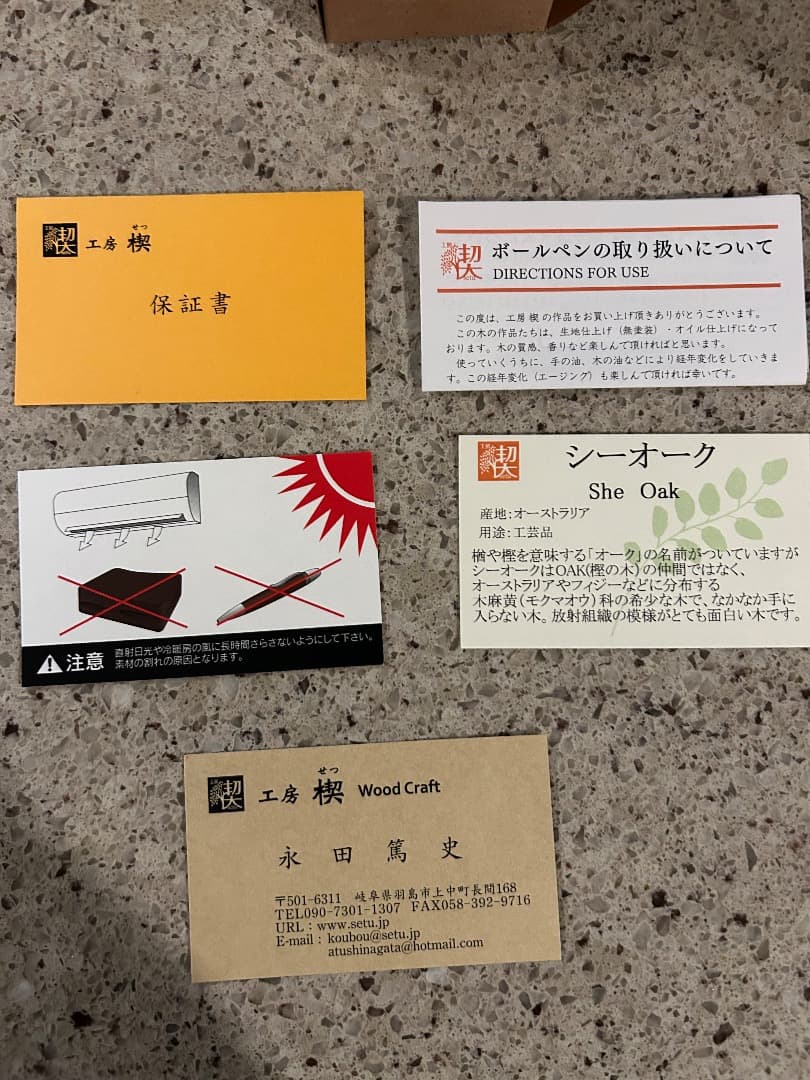 せつ
工房 楔
保証書
工房 楔
setu
ボールペンの取り扱いについて
DIRECTIONS FOR USE
この度は、工房 楔 の作品をお買い上げ頂きありがとうございます。
この木の作品たちは、生地仕上げ（無塗装）・オイル仕上げになって
おります。木の質感、香りなど楽しんで頂ければと思います。
使っていくうちに、手の油、木の油などにより経年変化をしていきま
す。この経年変化（エージング）も楽しんで頂ければ幸いです。
注意
直射日光や冷暖房の風に長時間さらさないようにして下さい。
素材の割れの原因となります。
工房 楔
シーオーク
She Oak
産地:オーストラリア
用途:工芸品
楢や樫を意味する「オーク」の名前がついていますが
シーオークはOAK(樫の木)の仲間ではなく、
オーストラリアやフィジーなどに分布する
木麻黄(モクマオウ)科の希少な木で、なかなか手に
入らない木。放射組織の模様がとても面白い木です。
せつ
工房 楔 Wood Craft
永田篤史
〒501-6311 岐阜県羽島市上中町長間168
TEL090-7301-1307 FAX058-392-9716
URL：www.setu.jp
E-mail：koubou@setu.jp
atushinagata@hotmail.com